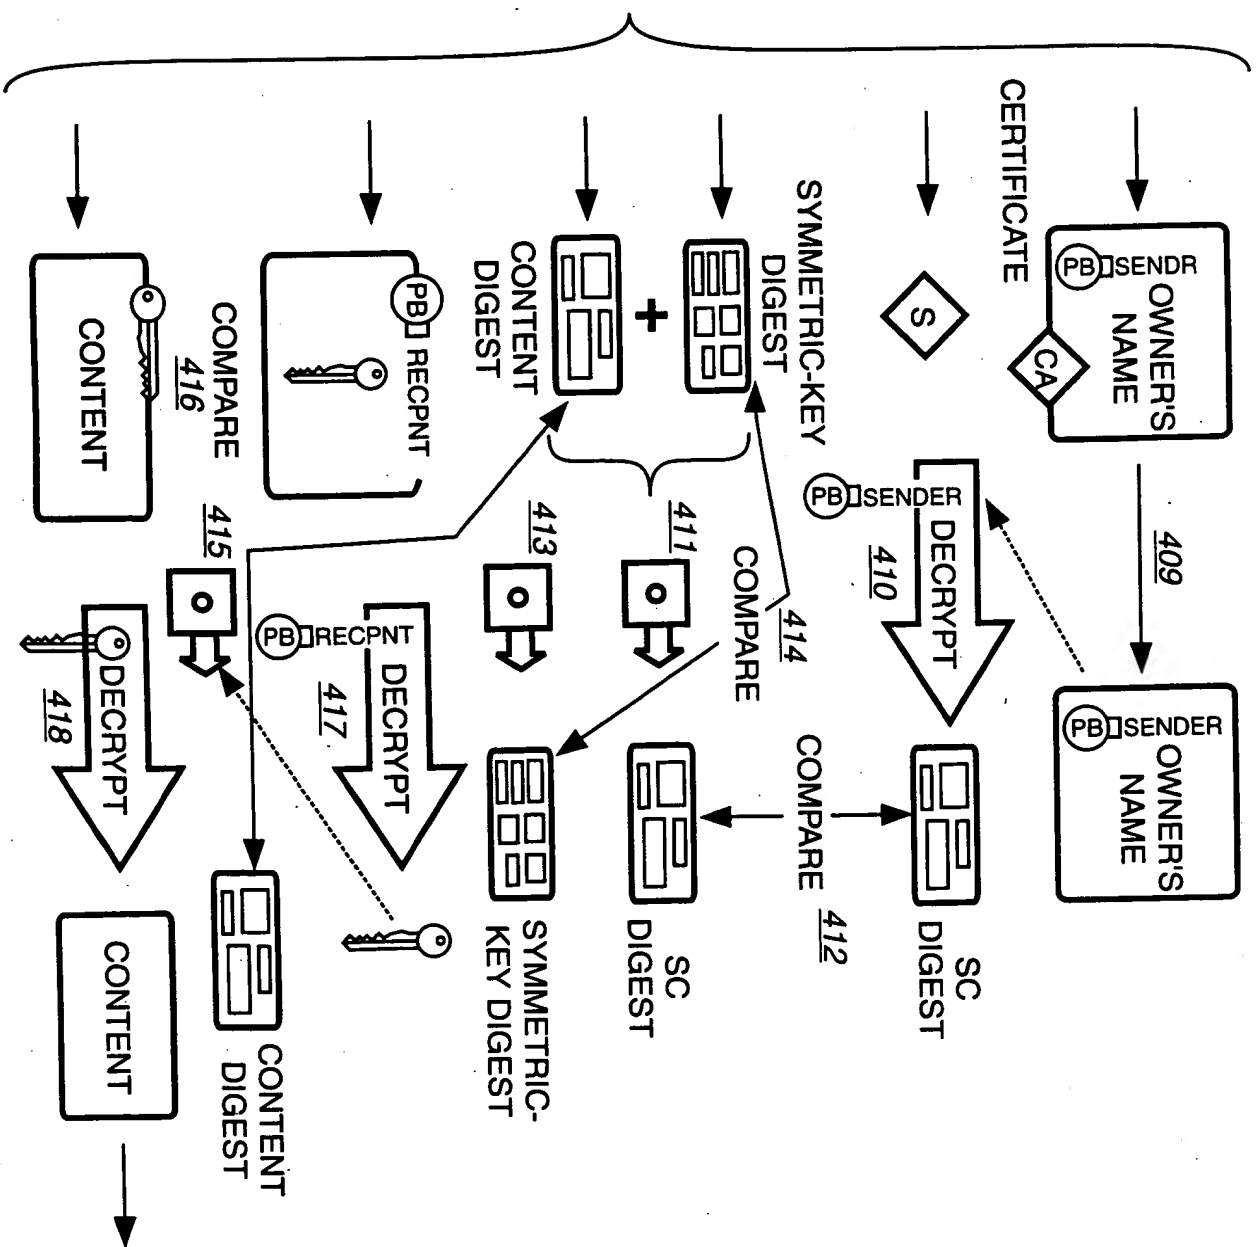 CERTIFICATE
PB SENDR
OWNER'S
NAME
CA
409
PB SENDER
OWNER'S
NAME
S
PB SENDER
DECRYPT
410
SC
DIGEST
COMPARE
412
SYMMETRIC-KEY
DIGEST
+
CONTENT
DIGEST
411
COMPARE
414
SC
DIGEST
413
SYMMETRIC-
KEY DIGEST
PB RECPNT
PB RECPNT
DECRYPT
417
COMPARE
416
415
CONTENT
DIGEST
CONTENT
DECRYPT
418
CONTENT